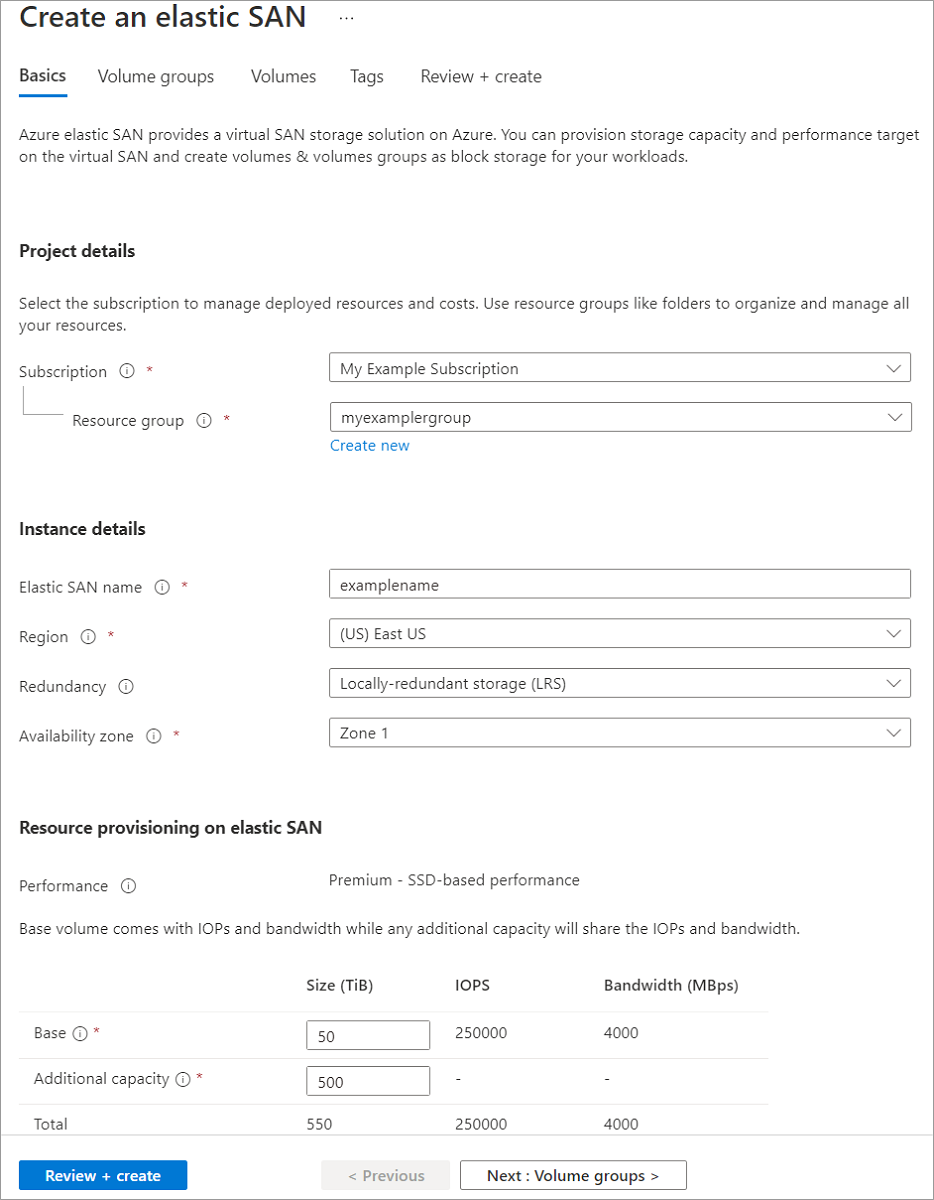 Create an elastic SAN ...
Basics Volume groups Volumes Tags Review + create
Azure elastic SAN provides a virtual SAN storage solution on Azure. You can provision storage capacity and performance target
on the virtual SAN and create volumes & volumes groups as block storage for your workloads.
Project details
Select the subscription to manage deployed resources and costs. Use resource groups like folders to organize and manage all
your resources.
Subscription * My Example Subscription
Resource group * myexamplergroup
Create new
Instance details
Elastic SAN name * examplename
Region * (US) East US
Redundancy Locally-redundant storage (LRS)
Availability zone * Zone 1
Resource provisioning on elastic SAN
Performance Premium - SSD-based performance
Base volume comes with IOPs and bandwidth while any additional capacity will share the IOPs and bandwidth.
Size (TiB) IOPS Bandwidth (MBps)
Base * 50 250000 4000
Additional capacity * 500 - -
Total 550 250000 4000
Review + create < Previous Next : Volume groups >